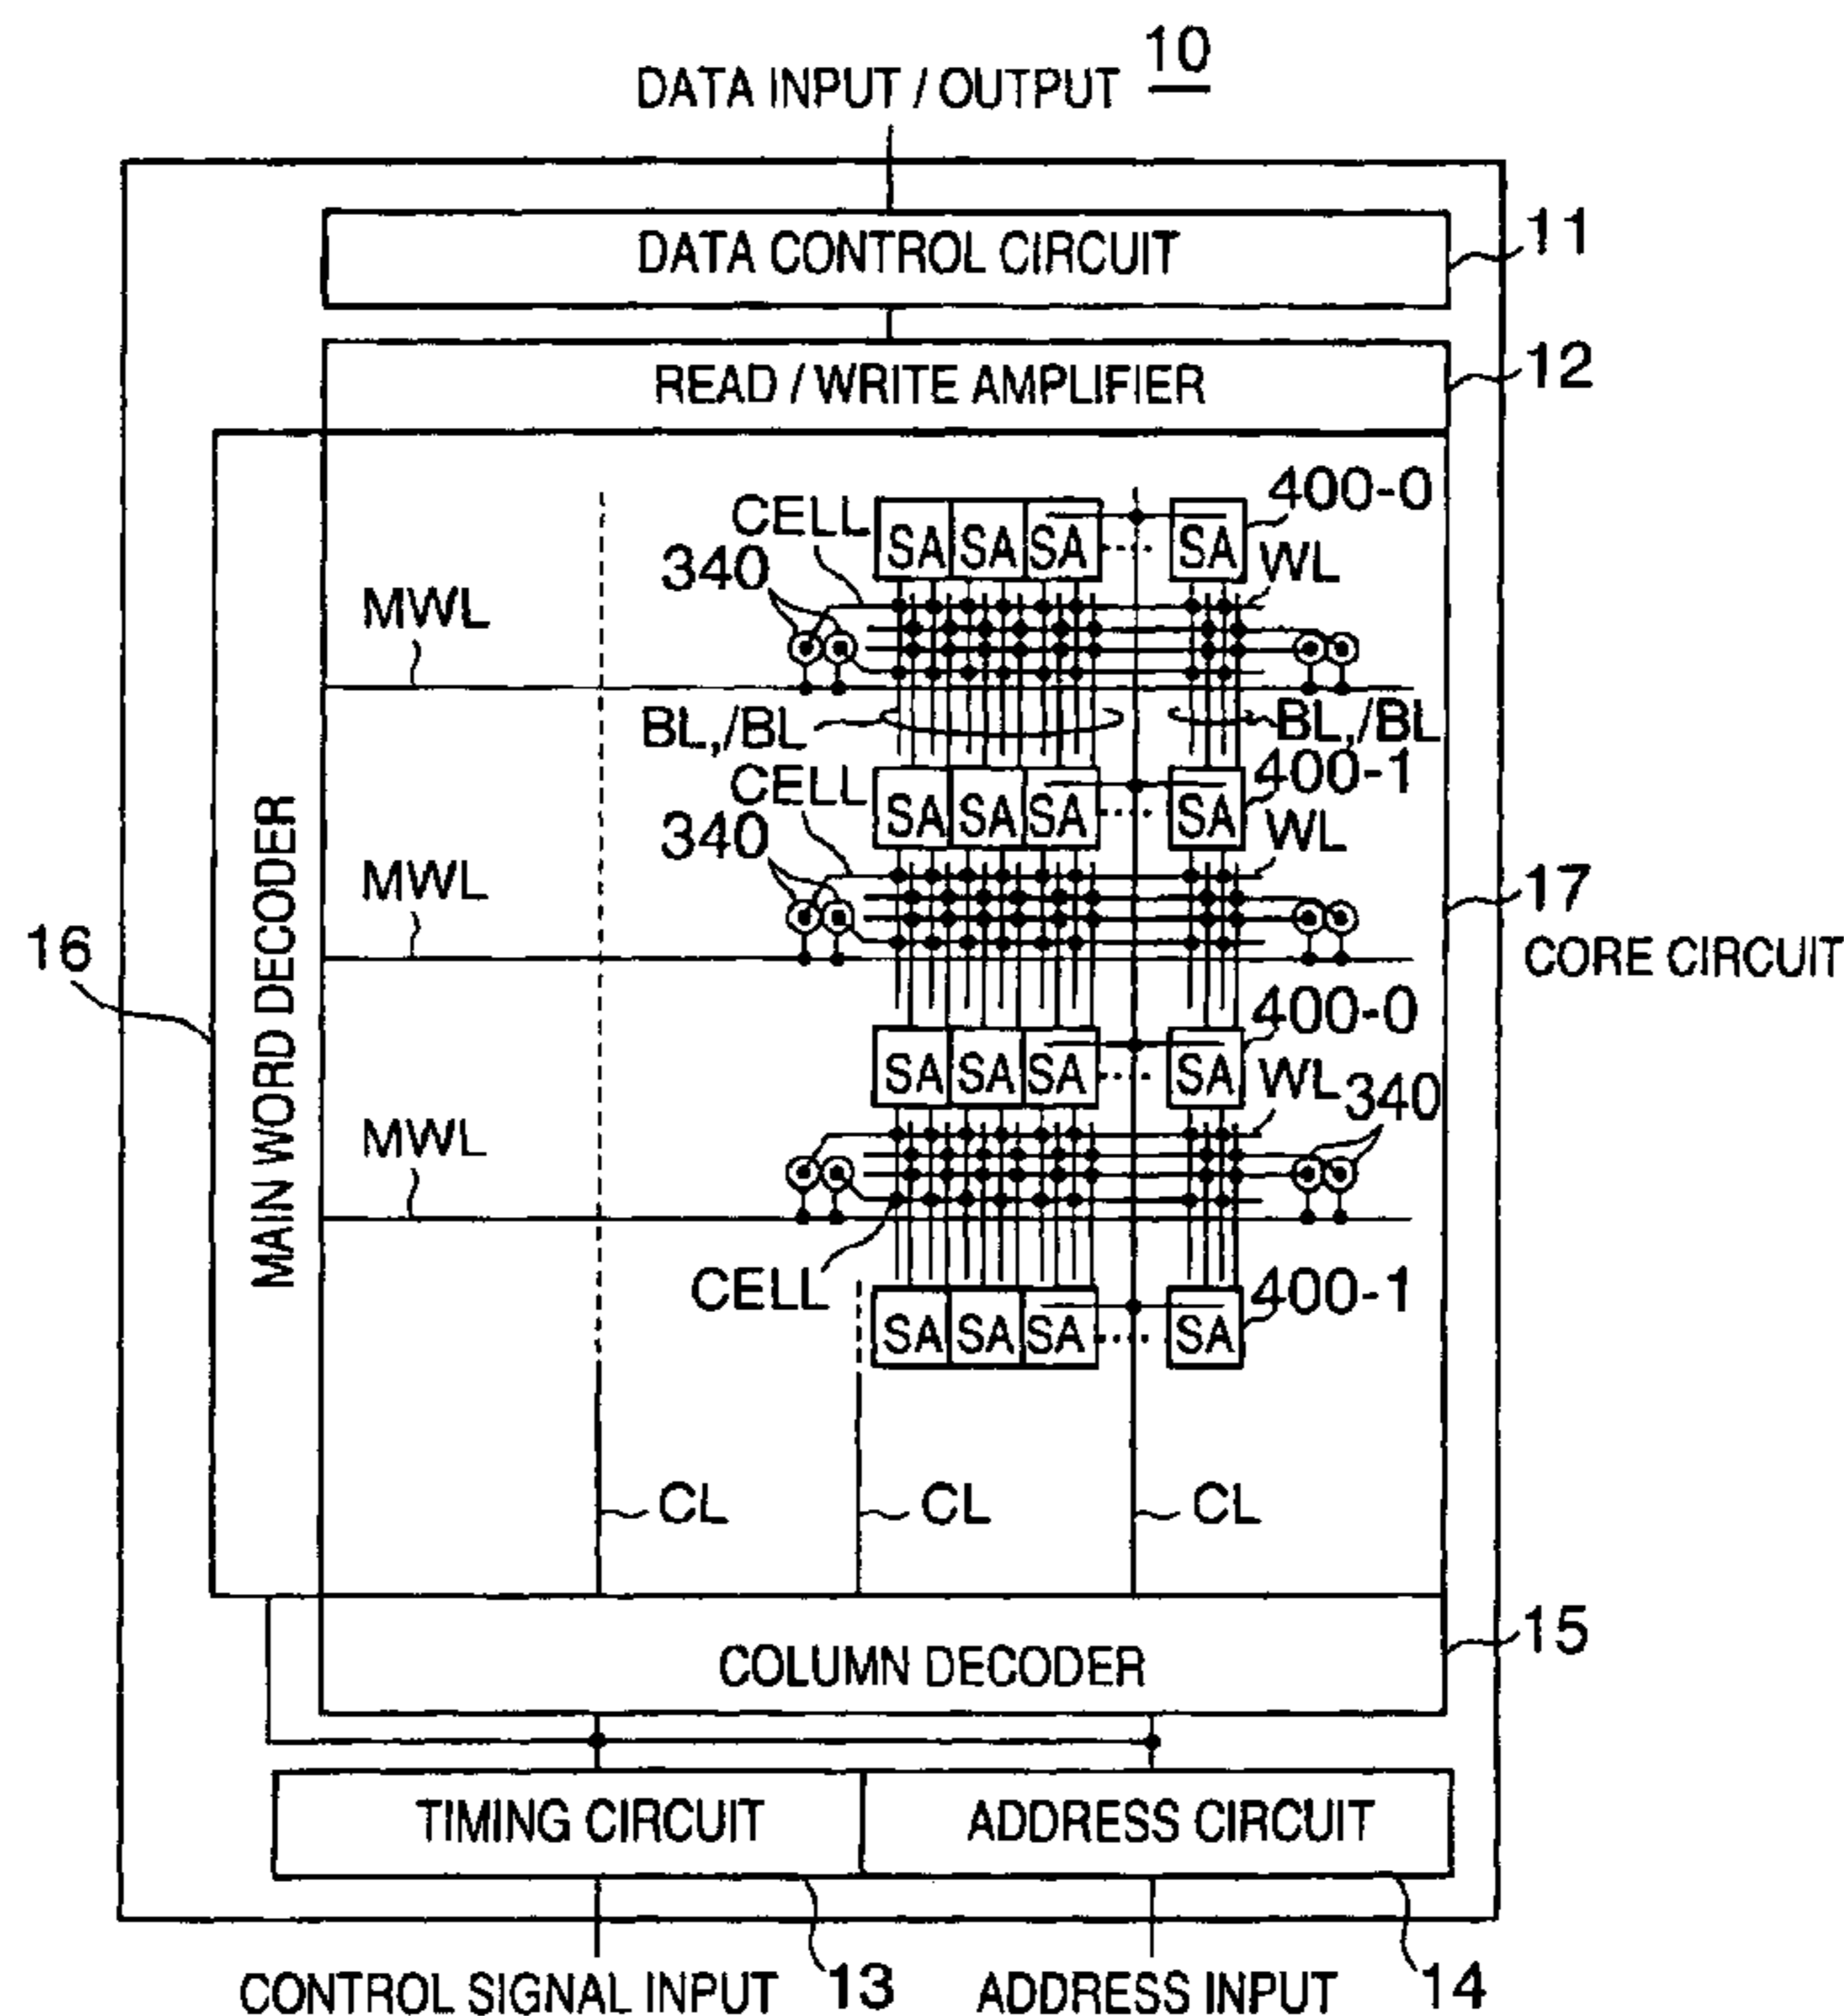 10
DATA INPUT / OUTPUT
DATA CONTROL CIRCUIT
11
READ / WRITE AMPLIFIER
12
400-0
CELL
SA SA SA SA
WL
340
MWL
BL,/BL
BL,/BL
400-1
CELL
SA SA SA SA
WL
340
MWL
17
CORE CIRCUIT
16
MAIN WORD DECODER
400-0
SA SA SA SA
WL
340
MWL
CELL
400-1
SA SA SA SA
CL
CL
CL
15
COLUMN DECODER
TIMING CIRCUIT
ADDRESS CIRCUIT
CONTROL SIGNAL INPUT
13
ADDRESS INPUT
14